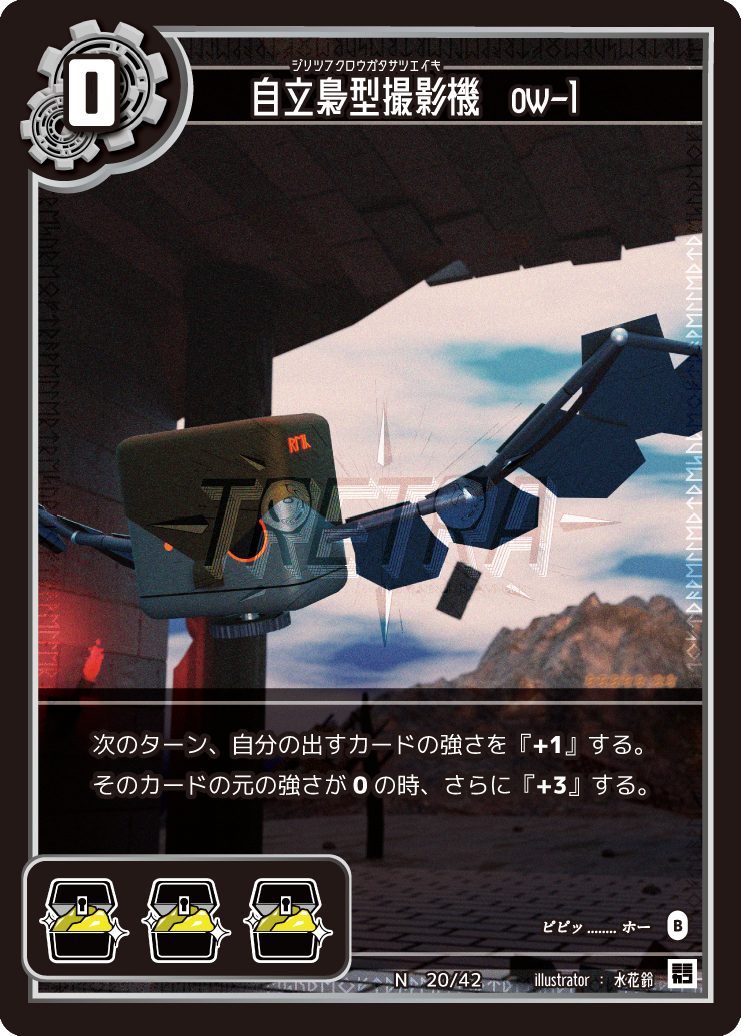 0
ジリツフクロウガタサツエイキ
自立梟型撮影機 OW-1
TRETRA
次のターン、自分の出すカードの強さを『+1』する。
そのカードの元の強さが 0 の時、さらに『+3』する。
ピピッ........ ホー B
N 20/42 illustrator : 水花鈴